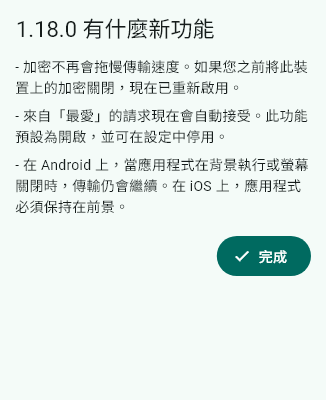 1.18.0 有什麼新功能
- 加密不再會拖慢傳輸速度。如果您之前將此裝
置上的加密關閉，現在已重新啟用。
- 來自「最愛」的請求現在會自動接受。此功能
預設為開啟，並可在設定中停用。
- 在 Android 上，當應用程式在背景執行或螢幕
關閉時，傳輸仍會繼續。在 iOS 上，應用程式
必須保持在前景。
完成